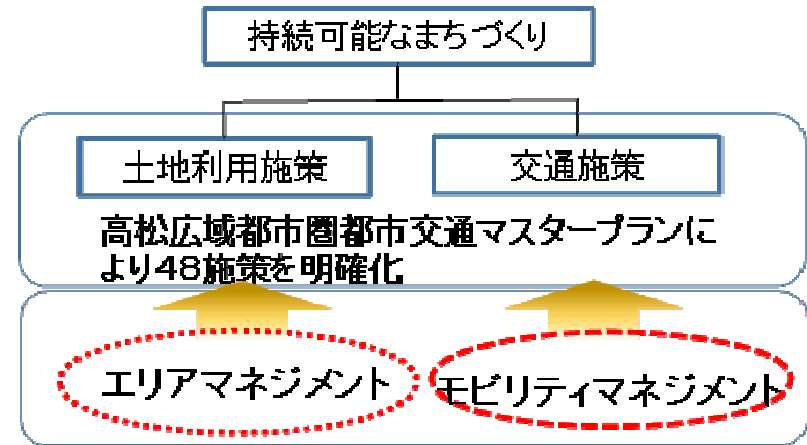 持続可能なまちづくり
土地利用施策
交通施策
高松広域都市圏都市交通マスタープランに
より48施策を明確化
エリアマネジメント
モビリティマネジメント